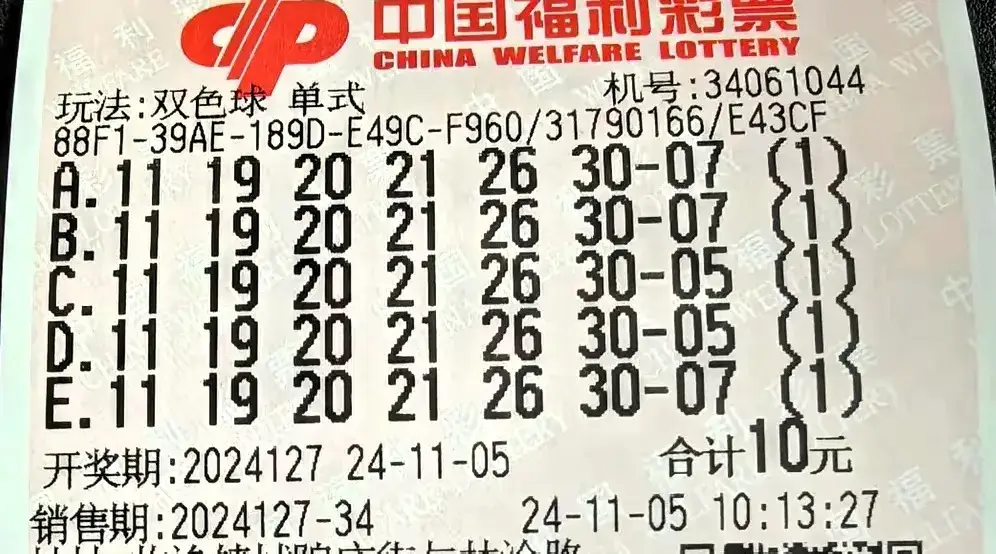 中国福利彩票
CHINA WELFARE LOTTERY
玩法:双色球 单式 机号:34061044
88F1-39AE-189D-E49C-F960/31790166/E43CF
A.11 19 20 21 26 30-07 (1)
B.11 19 20 21 26 30-07 (1)
C.11 19 20 21 26 30-05 (1)
D.11 19 20 21 26 30-05 (1)
E.11 19 20 21 26 30-07 (1)
开奖期:2024127 24-11-05 合计10元
销售期:2024127-34 24-11-05 10:13:27